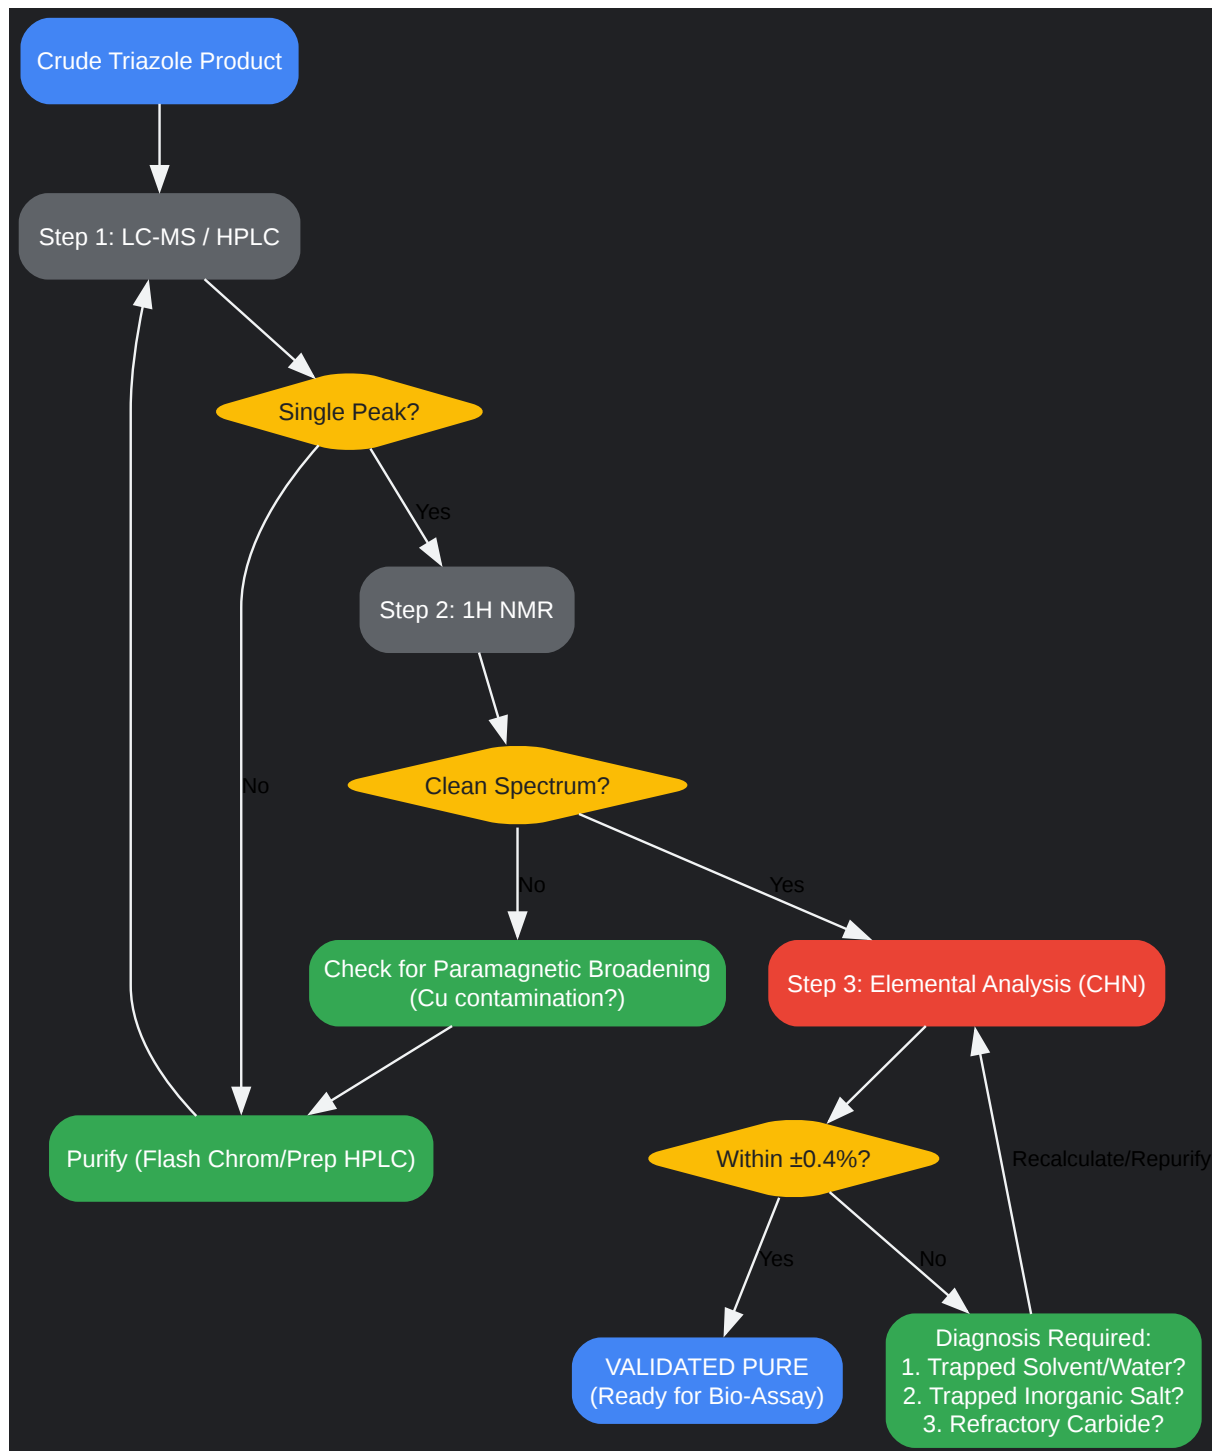 Crude Triazole Product
Step 1: LC-MS / HPLC
Single Peak?
Yes
Step 2: 1H NMR
No
Clean Spectrum?
No
Yes
Check for Paramagnetic Broadening
(Cu contamination?)
Step 3: Elemental Analysis (CHN)
Purify (Flash Chrom/Prep HPLC)
Within ±0.4%?
Recalculate/Repurify
Yes
No
VALIDATED PURE
(Ready for Bio-Assay)
Diagnosis Required:
1. Trapped Solvent/Water?
2. Trapped Inorganic Salt?
3. Refractory Carbide?